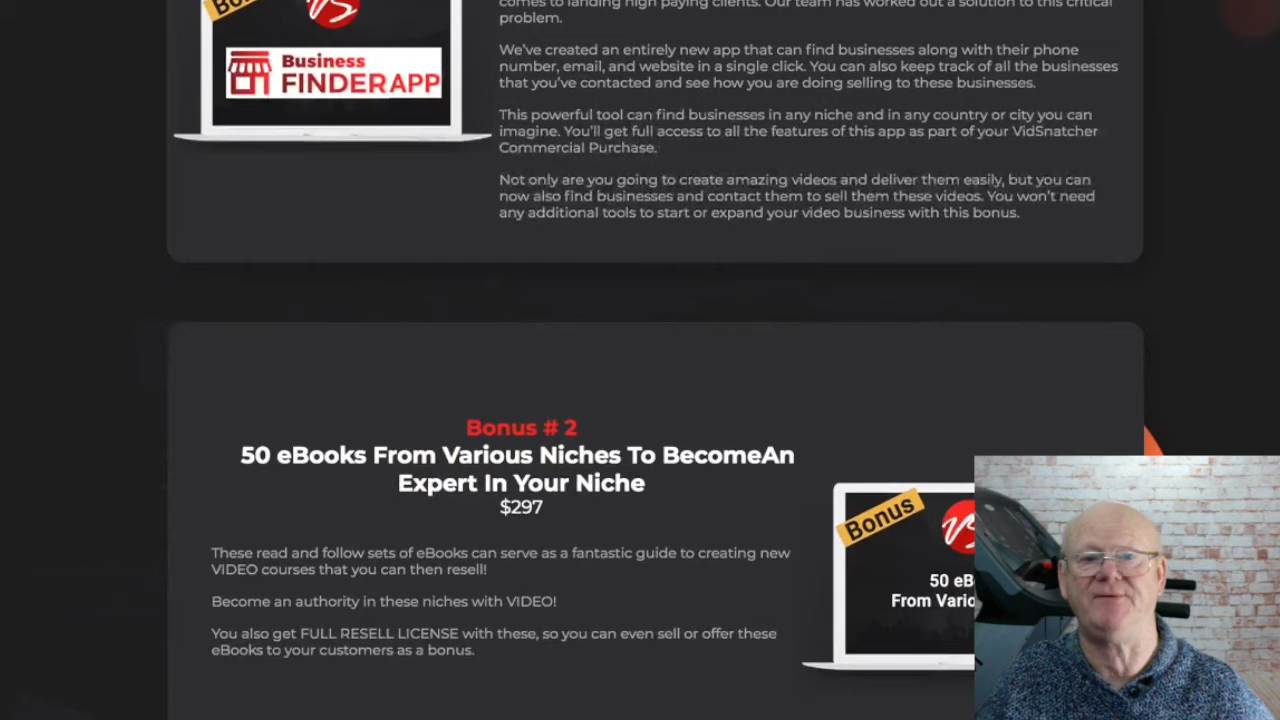 Bonus
VS
Business
FINDERAPP
comes to landing high paying clients. Our team has worked out a solution to this critical
problem.
We've created an entirely new app that can find businesses along with their phone
number, email, and website in a single click. You can also keep track of all the businesses
that you've contacted and see how you are doing selling to these businesses.
This powerful tool can find businesses in any niche and in any country or city you can
imagine. You'll get full access to all the features of this app as part of your VidSnatcher
Commercial Purchase.
Not only are you going to create amazing videos and deliver them easily, but you can
now also find businesses and contact them to sell them these videos. You won't need
any additional tools to start or expand your video business with this bonus.
Bonus # 2
50 eBooks From Various Niches To BecomeAn
Expert In Your Niche
$297
These read and follow sets of eBooks can serve as a fantastic guide to creating new
VIDEO courses that you can then resell!
Become an authority in these niches with VIDEO!
You also get FULL RESELL LICENSE with these, so you can even sell or offer these
eBooks to your customers as a bonus.
Bonus
VS
50 eB
From Vario